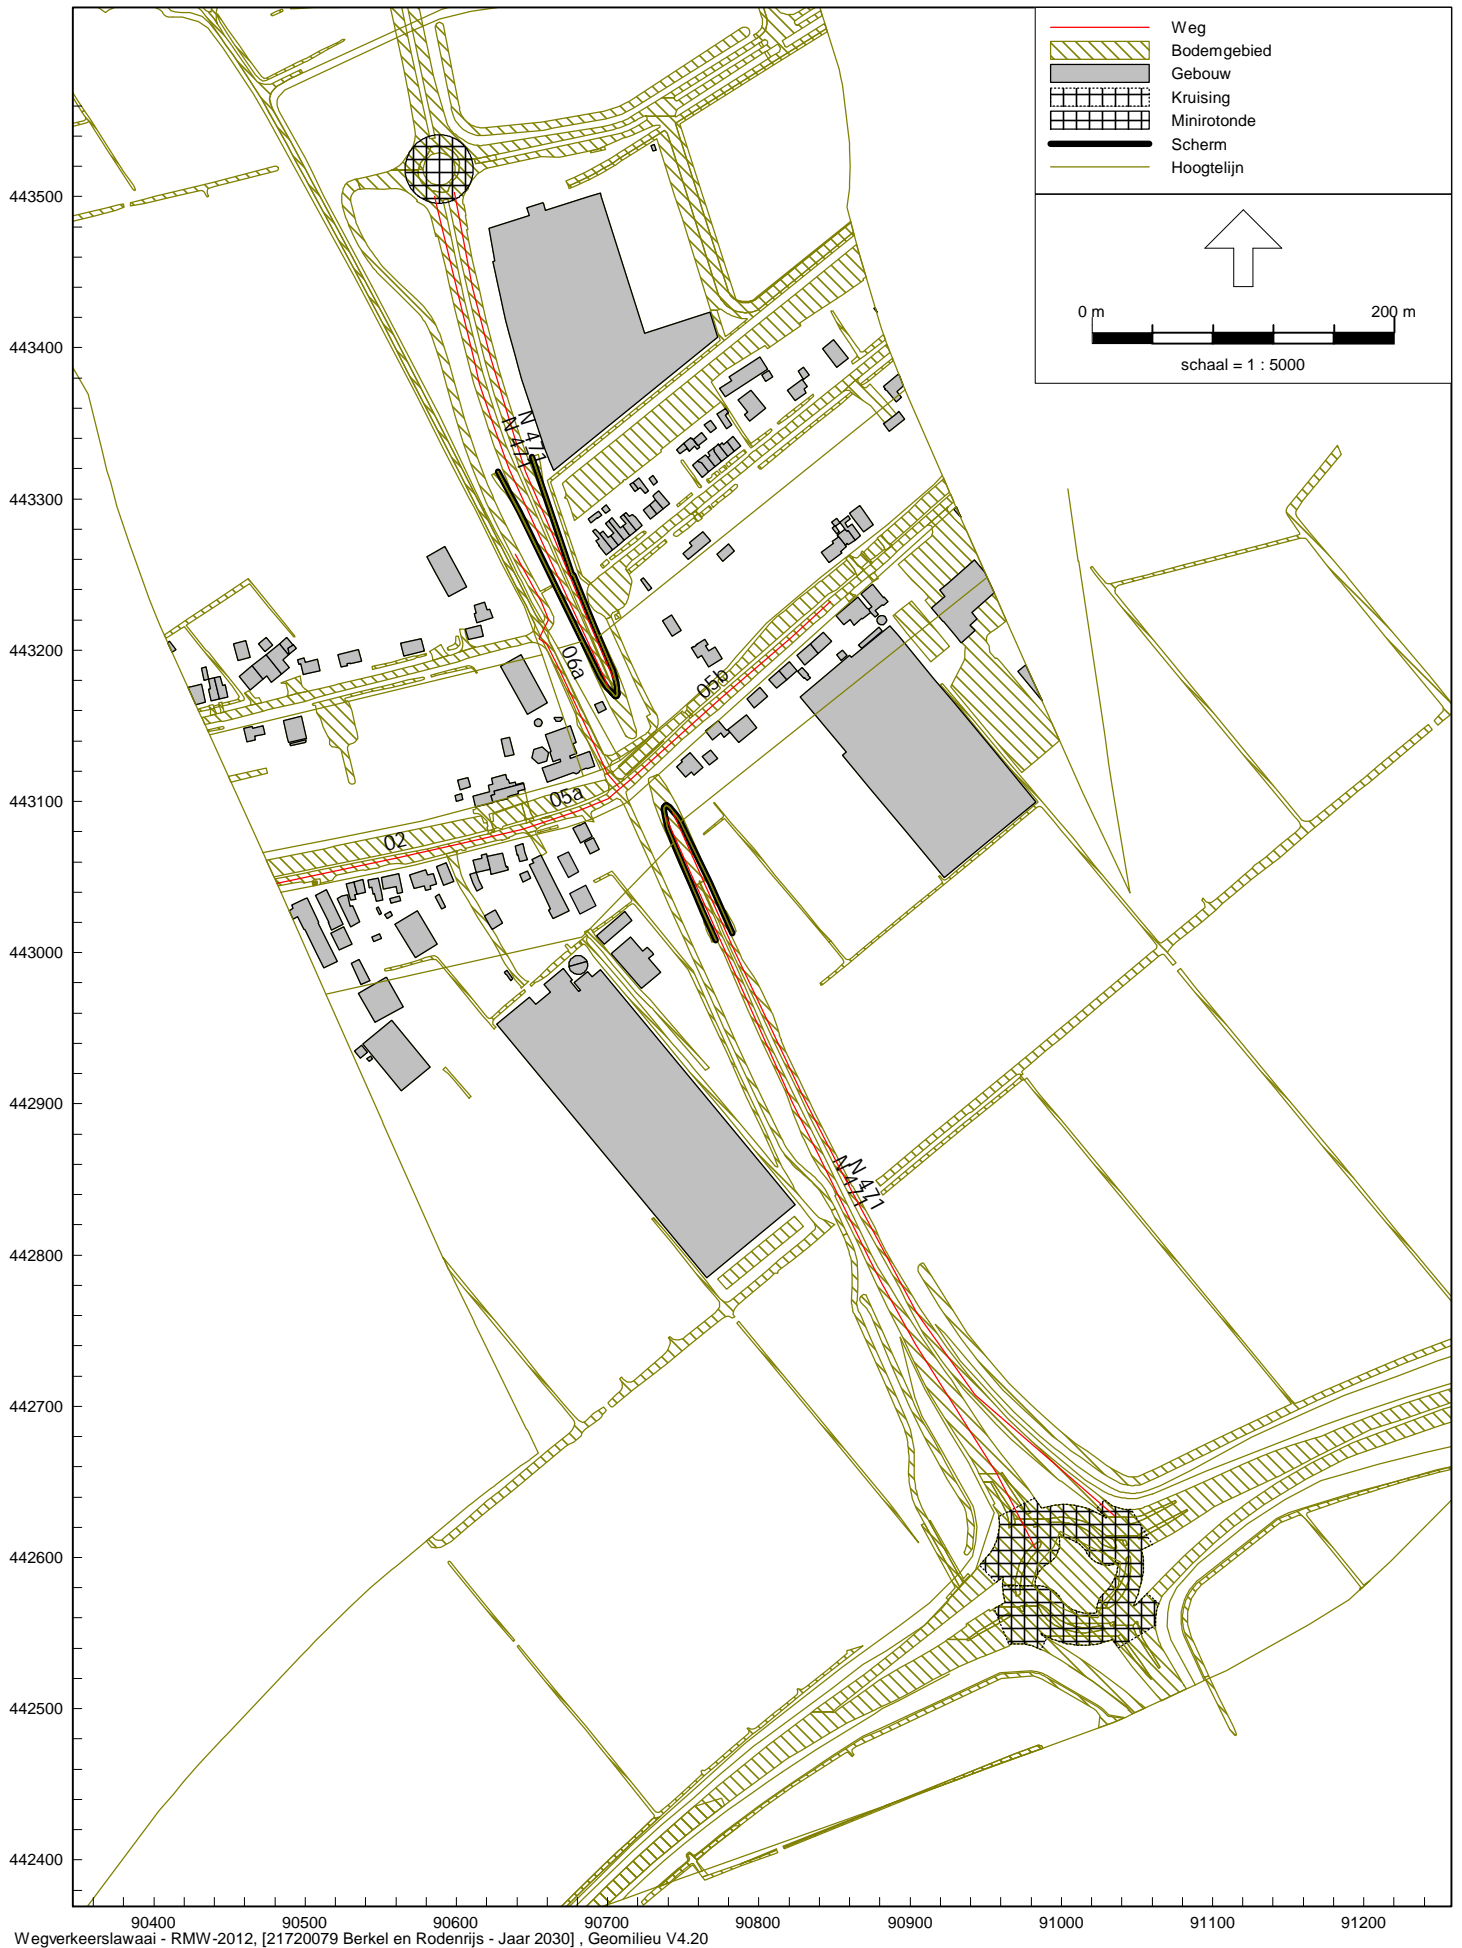 Weg
Bodemgebied
Gebouw
Kruising
Minirotonde
Scherm
Hoogtelijn
0 m 200 m
schaal = 1 : 5000
443500
443400
443300
443200
443100
443000
442900
442800
442700
442600
442500
442400
N 471
N 471
06a
05b
05a
02
N 471
N 471
90400 90500 90600 90700 90800 90900 91000 91100 91200
Wegverkeerslawaai - RMW-2012, [21720079 Berkel en Rodenrijs - Jaar 2030] , Geomilieu V4.20